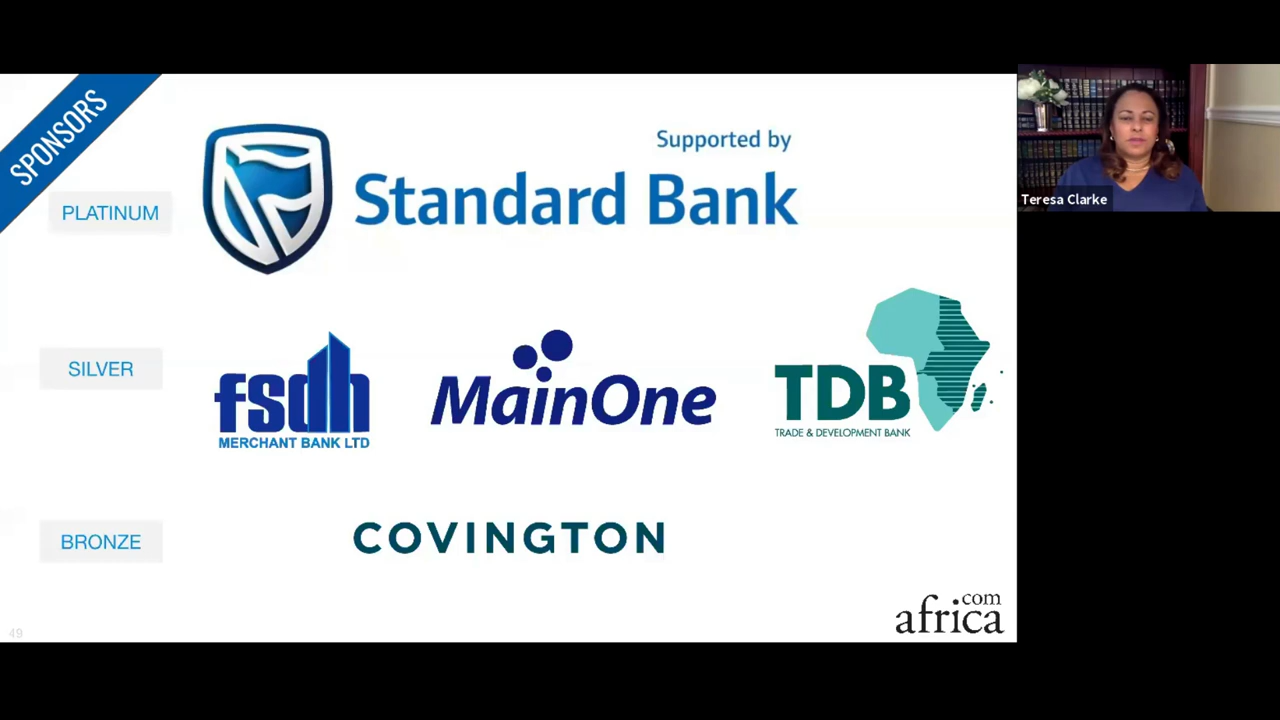 SPONSORS
PLATINUM
Supported by
Standard Bank
SILVER
fsdh
MERCHANT BANK LTD
MainOne
TDB
TRADE & DEVELOPMENT BANK
BRONZE
COVINGTON
africa.com
49
Teresa Clarke